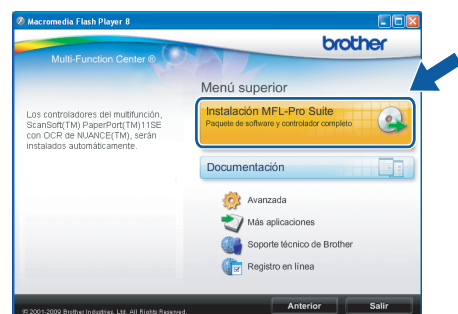 Macromedia Flash Player 8
brother
Multi-Function Center ®
Menú superior
Los controladores del multifunción,
ScanSoft(TM) PaperPort(TM)11SE
con OCR de NUANCE(TM), serán
instalados automáticamente.
Instalación MFL-Pro Suite
Paquete de software y controlador completo
Documentación
Avanzada
Más aplicaciones
Soporte técnico de Brother
Registro en línea
© 2001-2009 Brother Industries, Ltd. All Rights Reserved.
Anterior
Salir